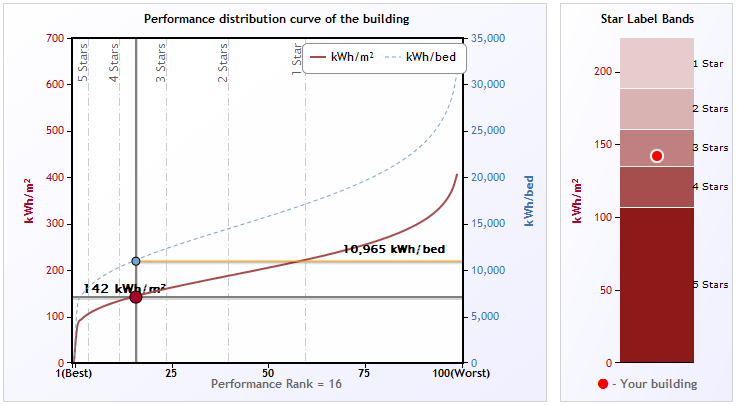 Performance distribution curve of the building
kWh/m²
kWh/bed
700
600
500
400
300
200
100
0
kWh/m²
5 Stars
4 Stars
3 Stars
2 Stars
1 Star
35,000
30,000
25,000
20,000
15,000
10,000
5,000
0
kWh/bed
10,965 kWh/bed
142 kWh/m²
1(Best)
25
50
75
100(Worst)
Performance Rank = 16
Star Label Bands
200
150
100
50
0
kWh/m²
1 Star
2 Stars
3 Stars
4 Stars
5 Stars
- Your building